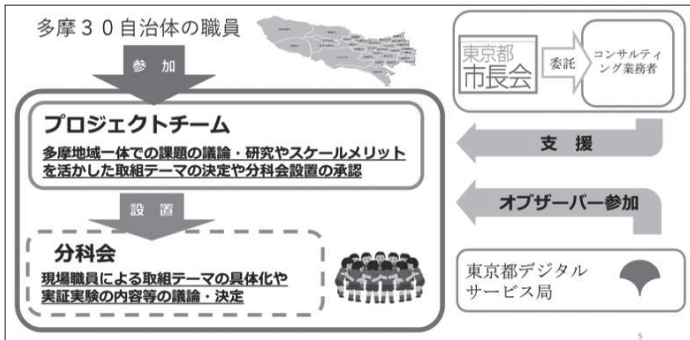 多摩３０自治体の職員
参　加
プロジェクトチーム
多摩地域一体での課題の議論・研究やスケールメリット
を活かした取組テーマの決定や分科会設置の承認
設　置
分科会
現場職員による取組テーマの具体化や
実証実験の内容等の議論・決定
東京都
市長会
委託
コンサルティ
ング業務者
支　援
オブザーバー参加
東京都デジタル
サービス局
5